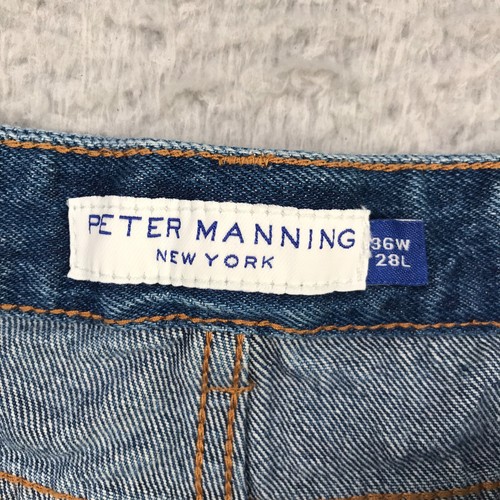 PETER MANNING
NEW YORK
36W
28L